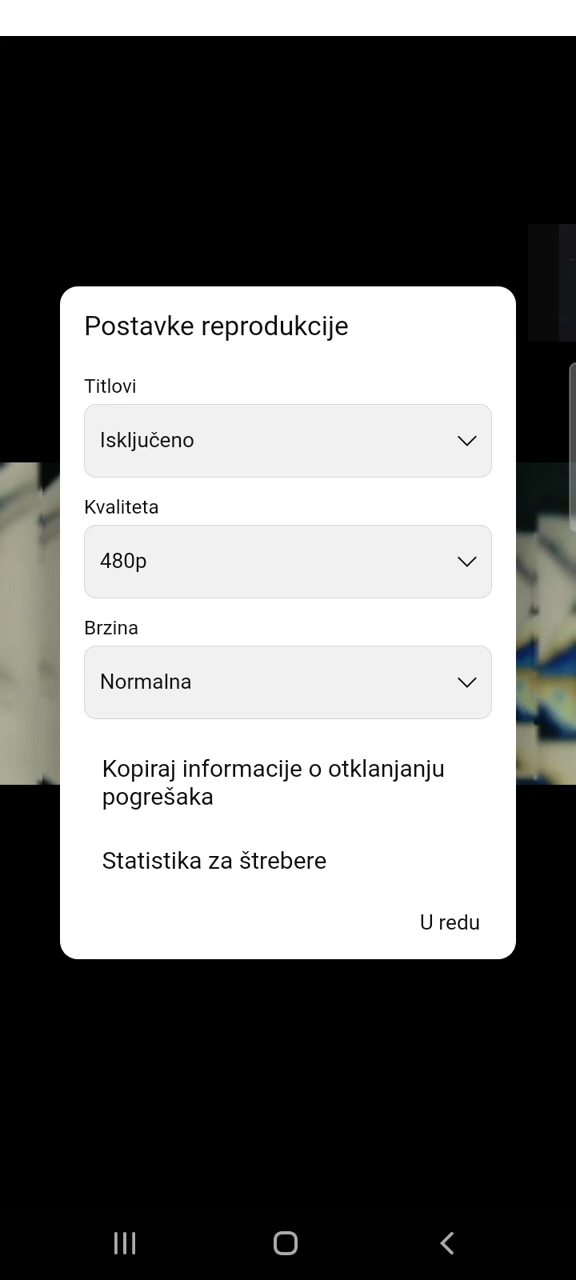 Postavke reprodukcije
Titlovi
Isključeno
Kvaliteta
480p
Brzina
Normalna
Kopiraj informacije o otklanjanju
pogrešaka
Statistika za štrebere
U redu